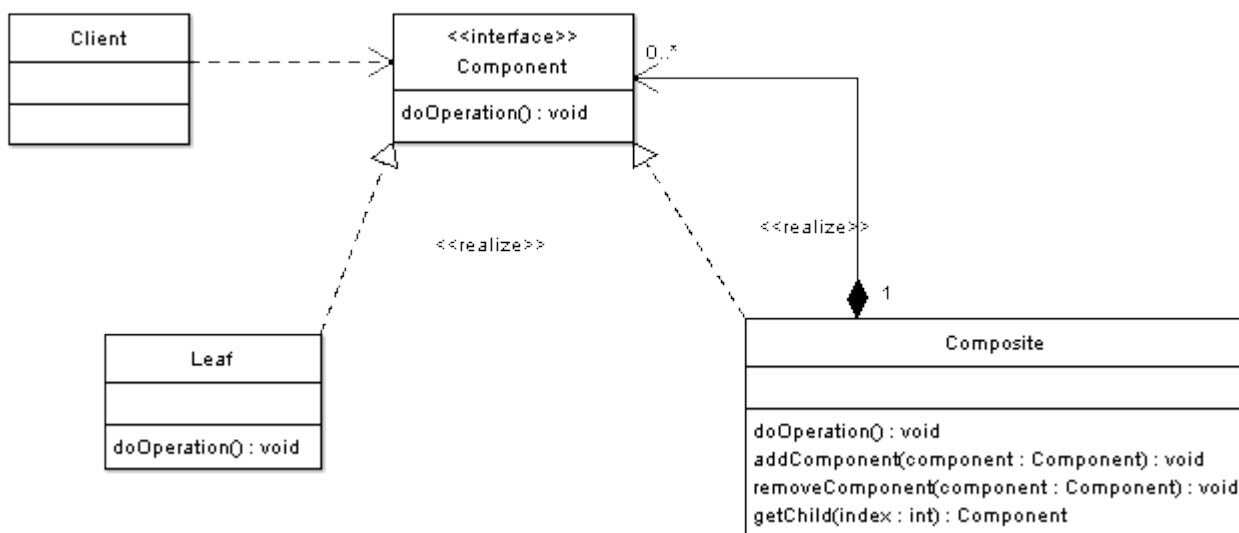 Client
<<interface>>
Component
doOperation() : void
0..*
<<realize>>
<<realize>>
1
Leaf
doOperation() : void
Composite
doOperation() : void
addComponent(component : Component) : void
removeComponent(component : Component) : void
getChild(index : int) : Component